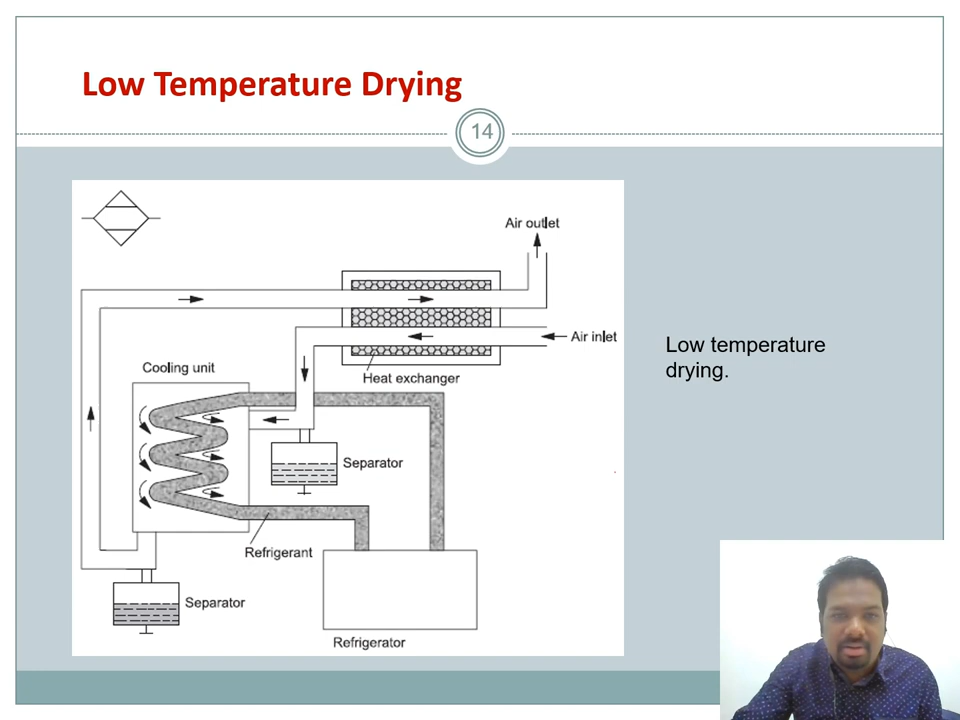 Low Temperature Drying
14
Air outlet
Air inlet
Heat exchanger
Cooling unit
Separator
Refrigerant
Separator
Refrigerator
Low temperature
drying.